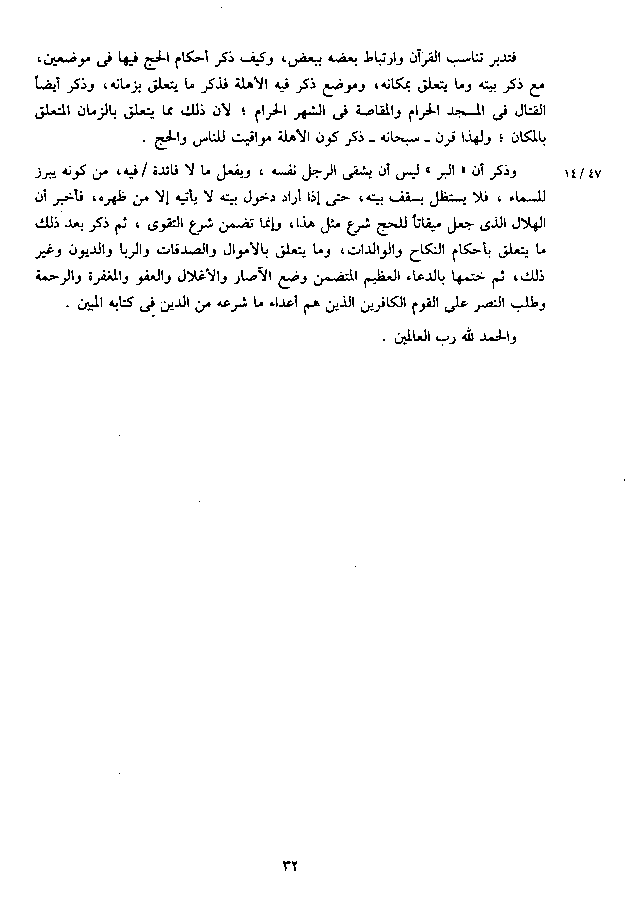 فتدبر تناسب القرآن وارتباط بعضه ببعض، وكيف ذكر أحكام الحج فيها فى موضعين،
مع ذكر بيته وما يتعلق بمكانه، وموضع ذكر فيه الأهلة فذكر ما يتعلق بزمانه، وذكر أيضاً
القتال فى المسجد الحرام والمقاصة فى الشهر الحرام ؛ لأن ذلك مما يتعلق بالزمان المتعلق
بالمكان ؛ ولهذا قرن ـ سبحانه ـ ذكر كون الأهلة مواقيت للناس والحج .
١٤/٤٧ وذكر أن « البر » ليس أن يشقى الرجل نفسه ، ويفعل ما لا فائدة / فيه، من كونه يبرز
للسماء ، فلا يستظل بسقف بيته، حتى إذا أراد دخول بيته لا يأتيه إلا من ظهره، فأخبر أن
الهلال الذى جعل ميقاتاً للحج شرع مثل هذا، وإنما تضمن شرع التقوى ، ثم ذكر بعد ذلك
ما يتعلق بأحكام النكاح والوالدات، وما يتعلق بالأموال والصدقات والربا والديون وغير
ذلك، ثم ختمها بالدعاء العظيم المتضمن وضع الآصار والأغلال والعفو والمغفرة والرحمة
وطلب النصر على القوم الكافرين الذين هم أعداء ما شرعه من الدين فى كتابه المبين .
والحمد لله رب العالمين .
٣٢